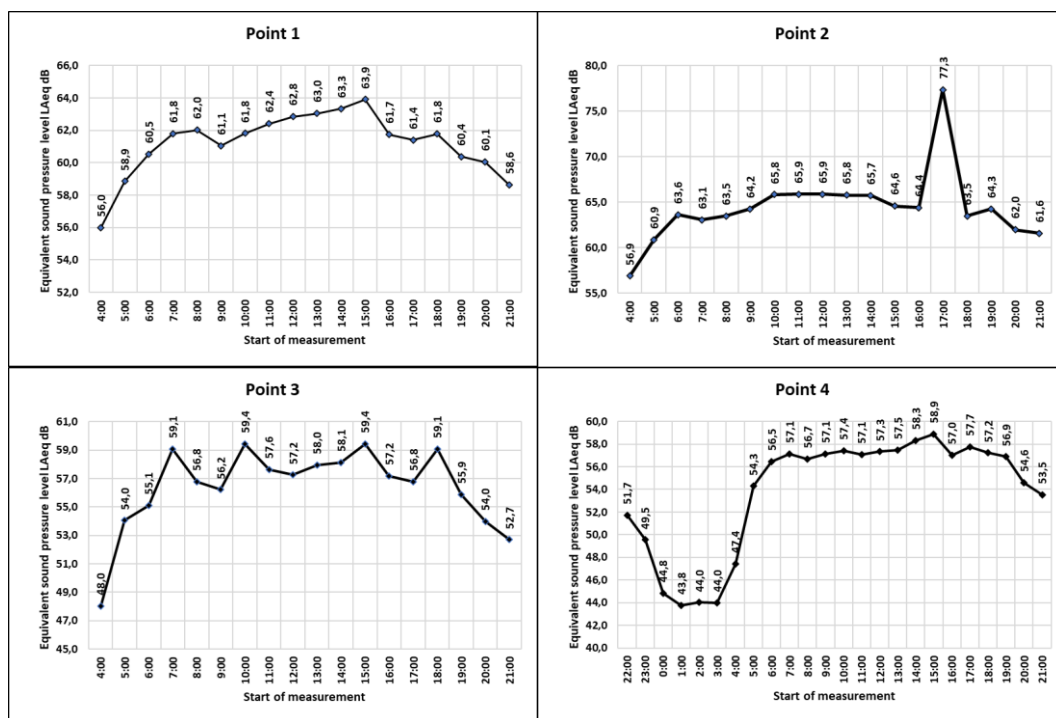 Point 1
Equivalent sound pressure level LAeq dB
66,0
64,0
62,0
60,0
58,0
56,0
54,0
52,0
56,0 58,9 60,5 61,8 62,0 61,1 61,8 62,4 62,8 63,0 63,3 63,9 61,7 61,4 61,8 60,4 60,1 58,6
4:00 5:00 6:00 7:00 8:00 9:00 10:00 11:00 12:00 13:00 14:00 15:00 16:00 17:00 18:00 19:00 20:00 21:00
Start of measurement
Point 2
Equivalent sound pressure level LAeq dB
80,0
75,0
70,0
65,0
60,0
55,0
56,9 60,9 63,6 63,1 63,5 64,2 65,8 65,9 65,9 65,8 65,7 64,6 64,4 77,3 63,5 64,3 62,0 61,6
4:00 5:00 6:00 7:00 8:00 9:00 10:00 11:00 12:00 13:00 14:00 15:00 16:00 17:00 18:00 19:00 20:00 21:00
Start of measurement
Point 3
Equivalent sound pressure level LAeq dB
61,0
59,0
57,0
55,0
53,0
51,0
49,0
47,0
45,0
48,0 54,0 55,1 59,1 56,8 56,2 59,4 57,6 57,2 58,0 58,1 59,4 57,2 56,8 59,1 55,9 54,0 52,7
4:00 5:00 6:00 7:00 8:00 9:00 10:00 11:00 12:00 13:00 14:00 15:00 16:00 17:00 18:00 19:00 20:00 21:00
Start of measurement
Point 4
Equivalent sound pressure level LAeq dB
60,0
58,0
56,0
54,0
52,0
50,0
48,0
46,0
44,0
42,0
40,0
51,7 49,5 44,8 43,8 44,0 44,0 47,4 54,3 56,5 57,1 56,7 57,1 57,4 57,1 57,3 57,5 58,3 58,9 57,0 57,7 57,2 56,9 54,6 53,5
22:00 23:00 0:00 1:00 2:00 3:00 4:00 5:00 6:00 7:00 8:00 9:00 10:00 11:00 12:00 13:00 14:00 15:00 16:00 17:00 18:00 19:00 20:00 21:00
Start of measurement